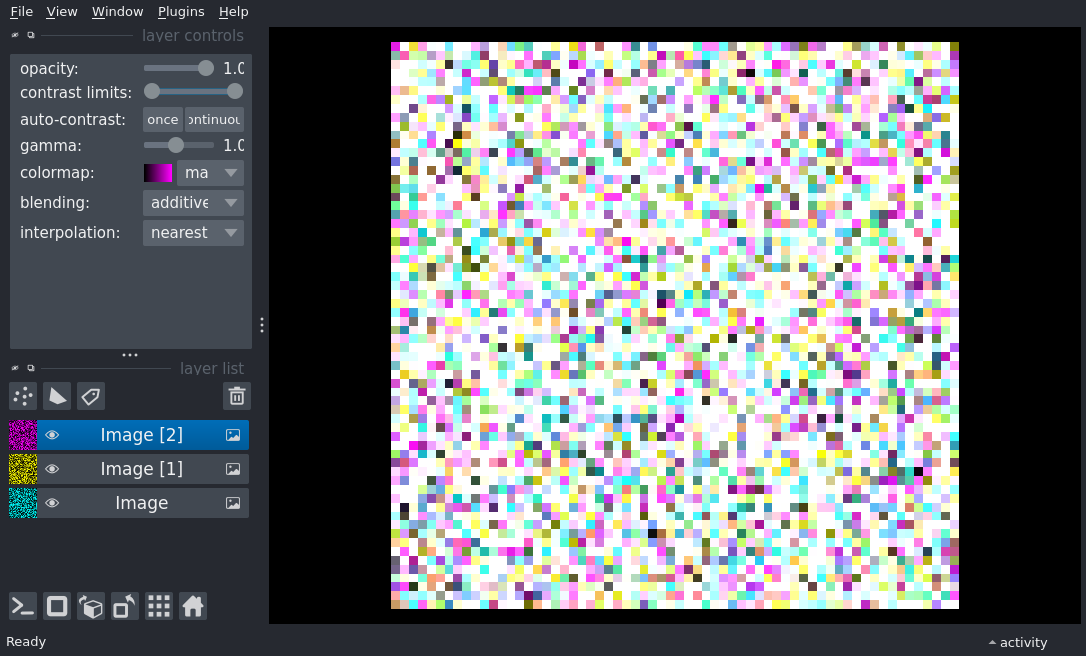 File View Window Plugins Help
layer controls
opacity: 1.0
contrast limits:
auto-contrast: once ontinuou
gamma: 1.0
colormap: ma
blending: additive
interpolation: nearest
layer list
Image [2]
Image [1]
Image
Ready
activity